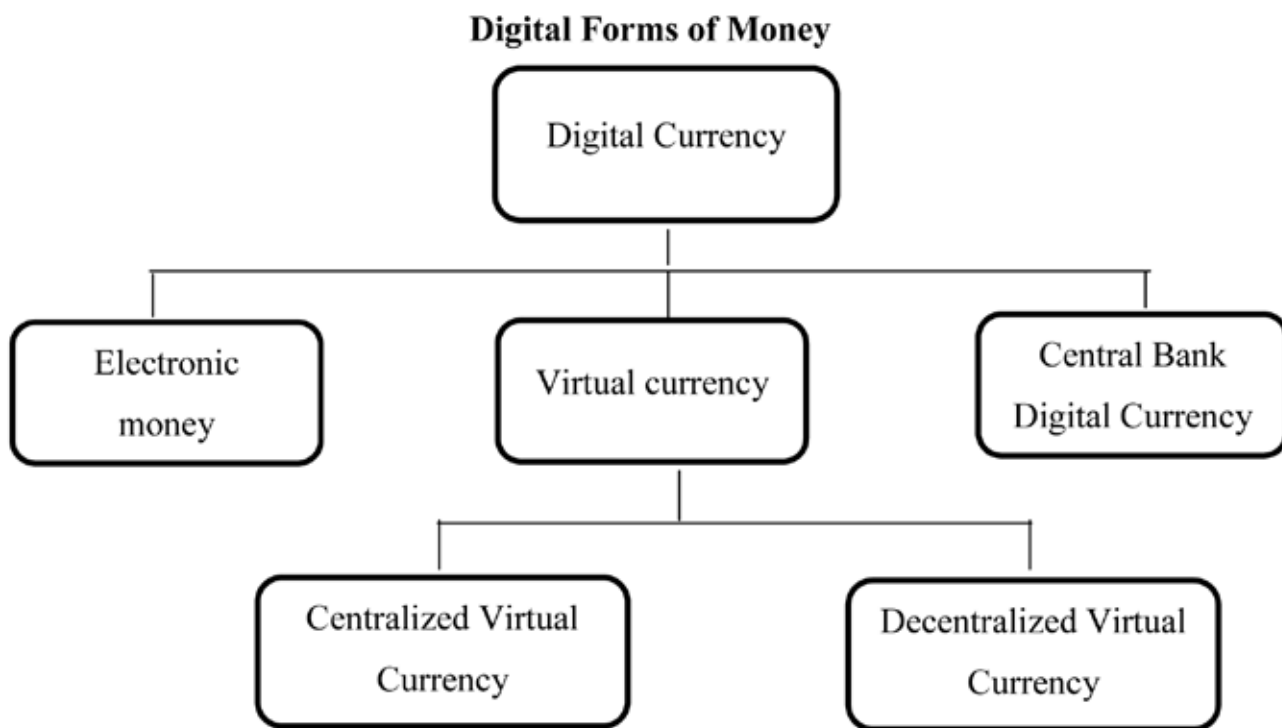 Digital Forms of Money
Digital Currency
Electronic
money
Virtual currency
Central Bank
Digital Currency
Centralized Virtual
Currency
Decentralized Virtual
Currency